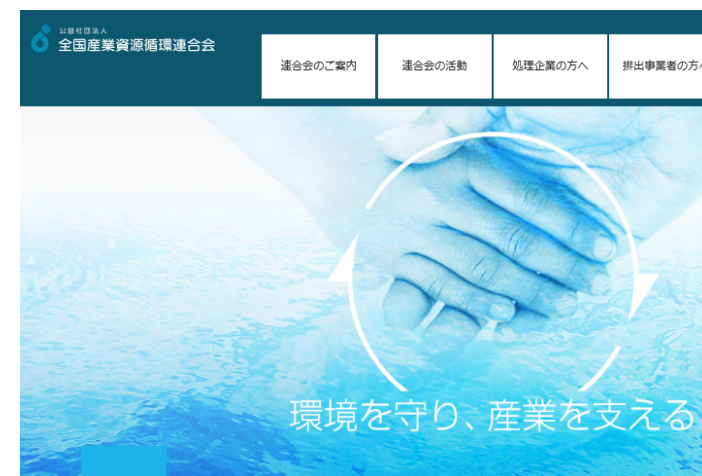 公益社団法人
全国産業資源循環連合会
連合会のご案内
連合会の活動
処理企業の方へ
排出事業者の方へ
環境を守り、産業を支える